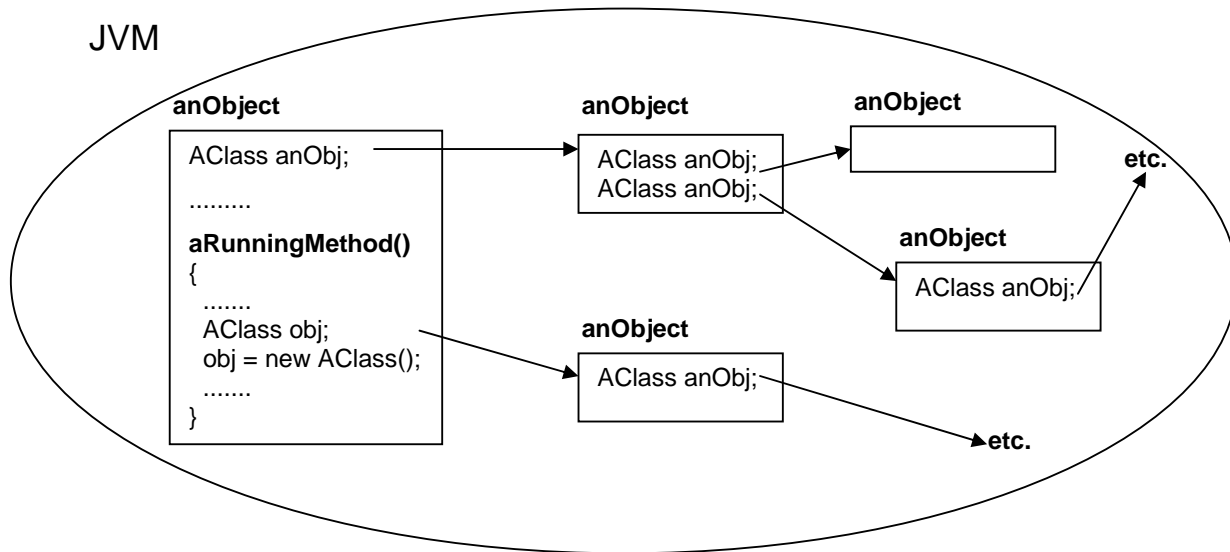 JVM
anObject
AClass anObj;
.........
aRunningMethod()
{
.......
AClass obj;
obj = new AClass();
.......
}
anObject
AClass anObj;
AClass anObj;
anObject
etc.
anObject
AClass anObj;
anObject
AClass anObj;
etc.